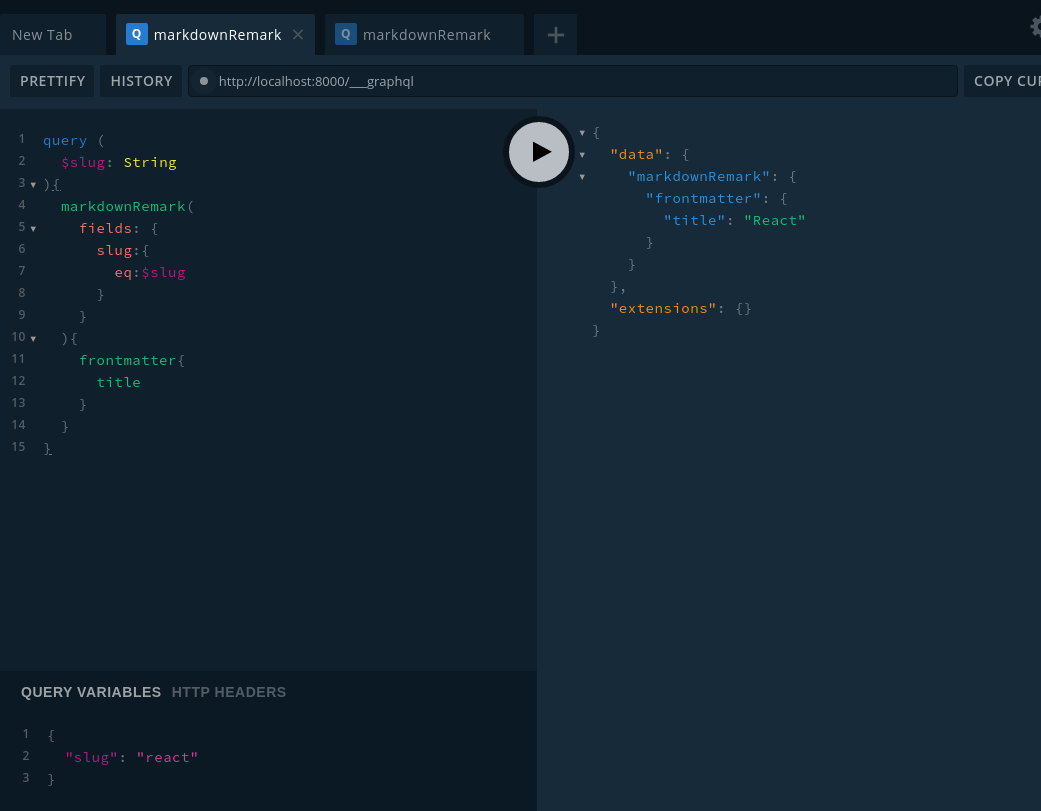 New Tab
Q markdownRemark ×
Q markdownRemark
+
PRETTIFY
HISTORY
http://localhost:8000/___graphql
COPY CUR
1 query (
2 $slug: String
3 ){
4 markdownRemark(
5 fields: {
6 slug:{
7 eq:$slug
8 }
9 }
10 ){
11 frontmatter{
12 title
13 }
14 }
15 }
{
"data": {
"markdownRemark": {
"frontmatter": {
"title": "React"
}
}
},
"extensions": {}
}
QUERY VARIABLES HTTP HEADERS
1 {
2 "slug": "react"
3 }